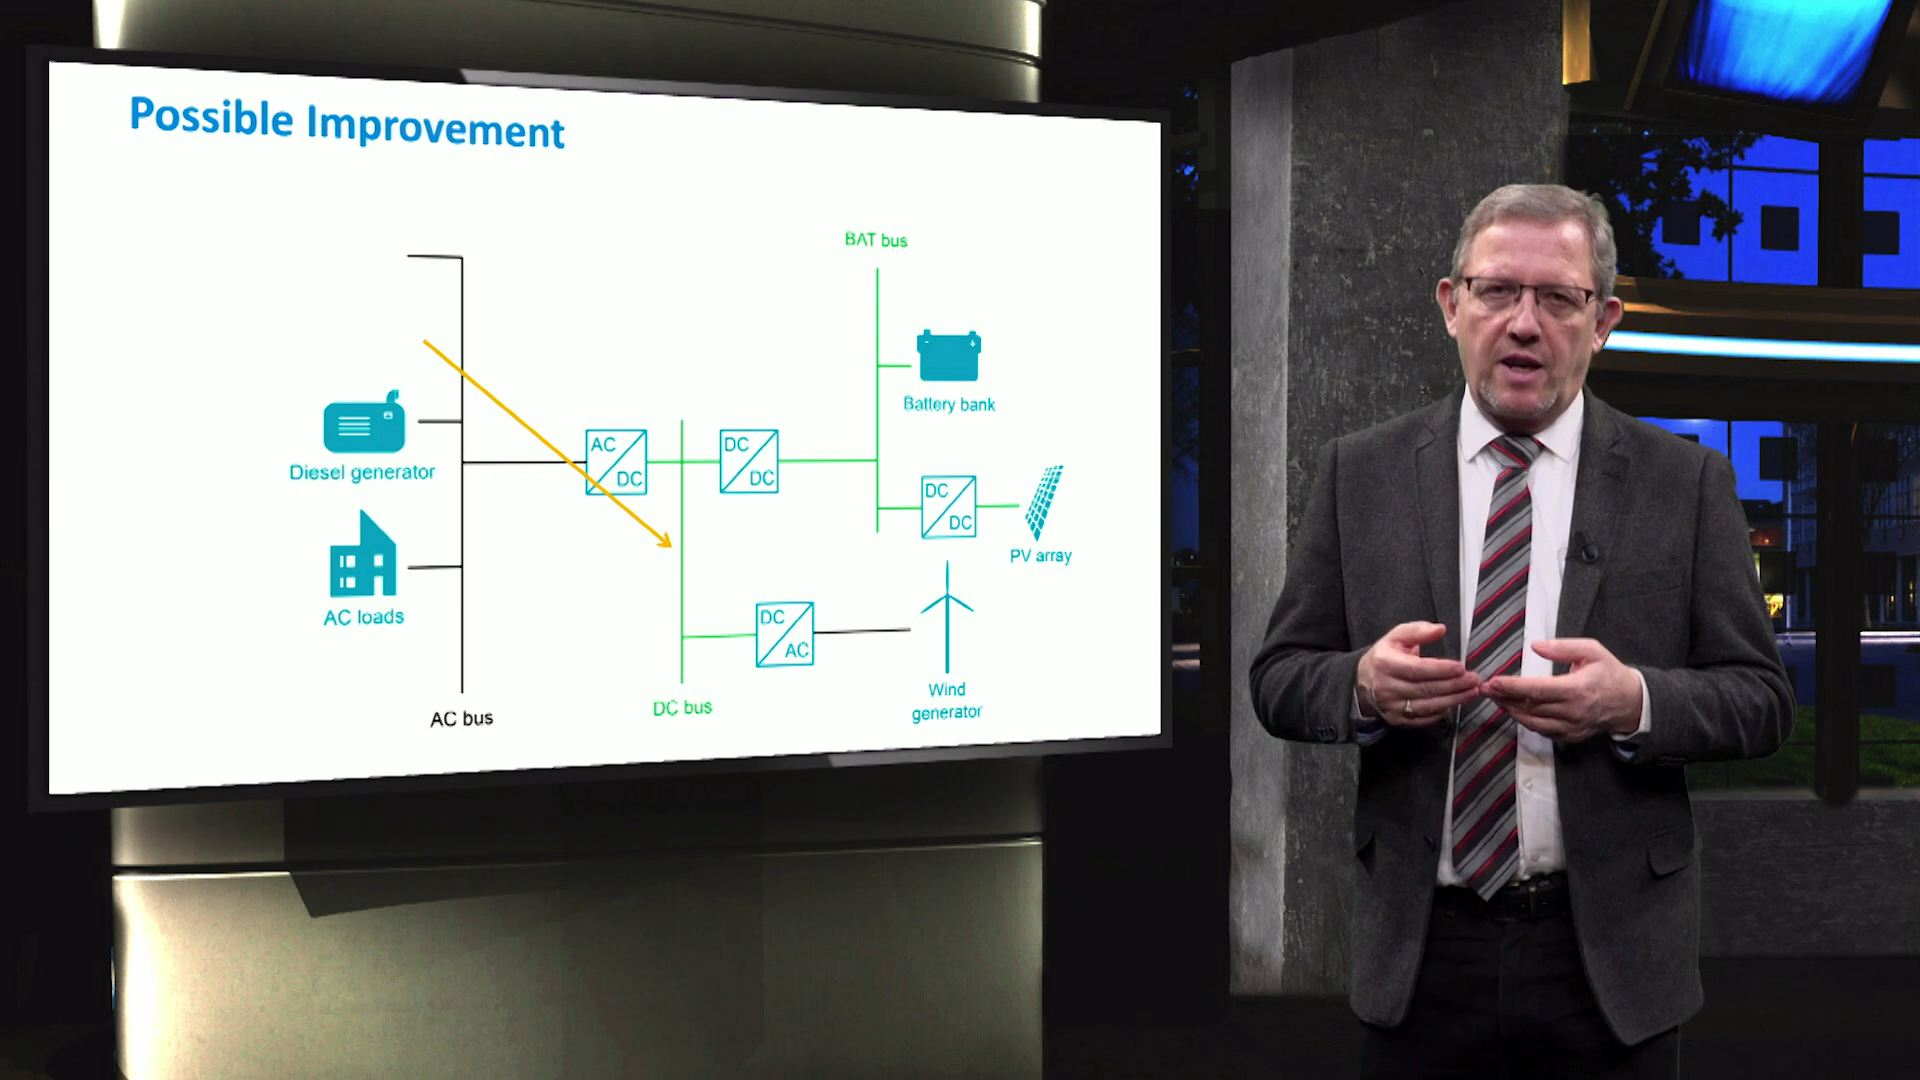 Possible Improvement
BAT bus
Battery bank
AC
DC
DC
DC
Diesel generator
DC
DC
PV array
AC loads
DC
AC
Wind
generator
DC bus
AC bus